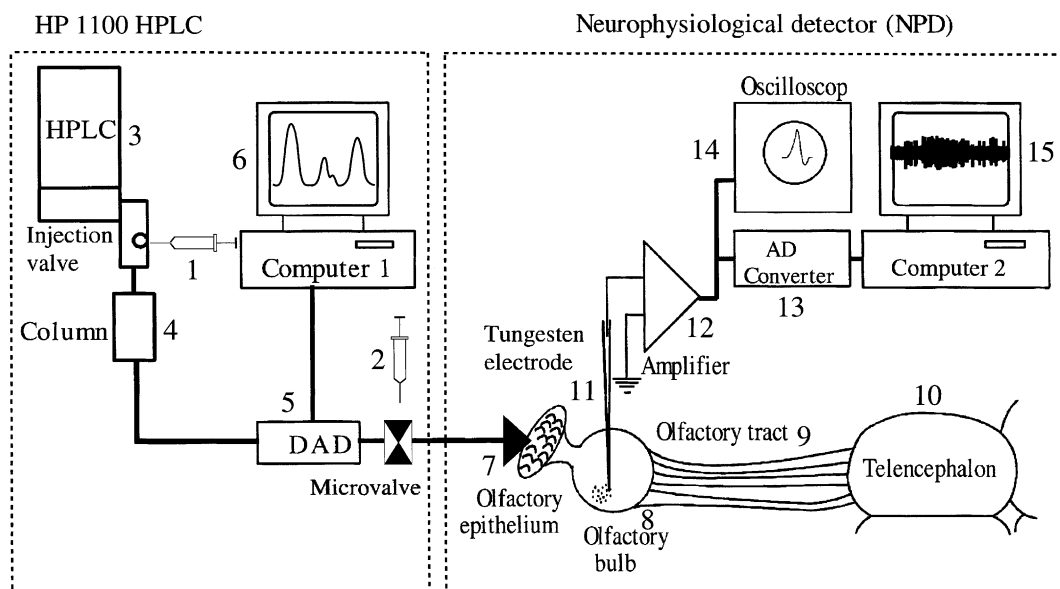 HP 1100 HPLC
Neurophysiological detector (NPD)
HPLC
3
Injection
valve
1
6
Computer 1
Column
4
2
5
DAD
Microvalve
Oscilloscop
14
15
AD
Converter
13
Computer 2
12
Amplifier
Tungesten
electrode
11
7
Olfactory
epithelium
Olfactory tract 9
8
Olfactory
bulb
10
Telencephalon